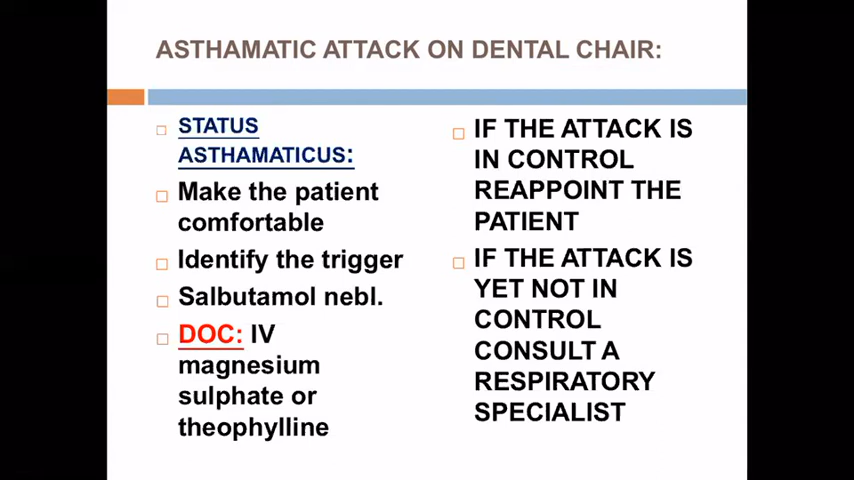 ASTHAMATIC ATTACK ON DENTAL CHAIR:
STATUS
ASTHAMATICUS:
Make the patient
comfortable
Identify the trigger
Salbutamol nebl.
DOC: IV
magnesium
sulphate or
theophylline
IF THE ATTACK IS
IN CONTROL
REAPPOINT THE
PATIENT
IF THE ATTACK IS
YET NOT IN
CONTROL
CONSULT A
RESPIRATORY
SPECIALIST